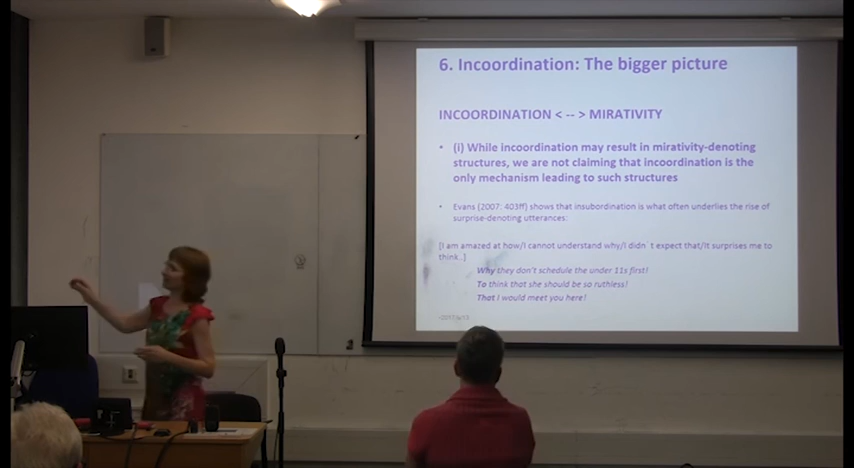 6. Incoordination: The bigger picture
INCOORDINATION < -- > MIRATIVITY
• (i) While incoordination may result in mirativity-denoting
structures, we are not claiming that incoordination is the
only mechanism leading to such structures
• Evans (2007: 403ff) shows that insubordination is what often underlies the rise of
surprise-denoting utterances:
[I am amazed at how/I cannot understand why/I didn´t expect that/It surprises me to
think..]
Why they don't schedule the under 11s first!
To think that she should be so ruthless!
That I would meet you here!